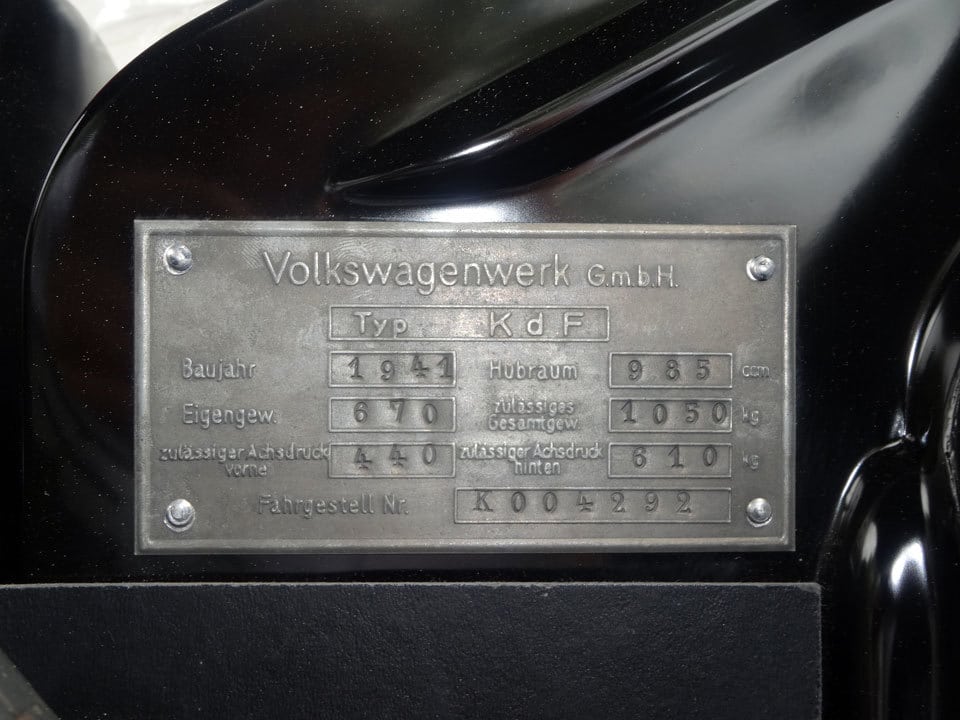 Volkswagenwerk G.m.b.H.
Typ KdF
Baujahr 1941 Hubraum 985 ccm
Eigengew. 670 zulässiges Gesamtgew. 1050 kg
zulässiger Achsdruck vorne 440 zulässiger Achsdruck hinten 610 kg
Fahrgestell Nr. K004292